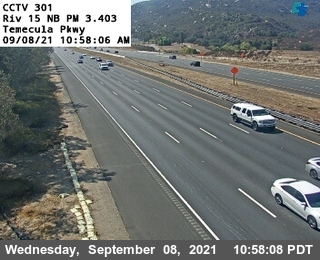 CCTV 301
Riv 15 NB PM 3.403
Temecula Pkwy
09/08/21 10:58:06 AM
Wednesday, September 08, 2021 10:58:08 PDT